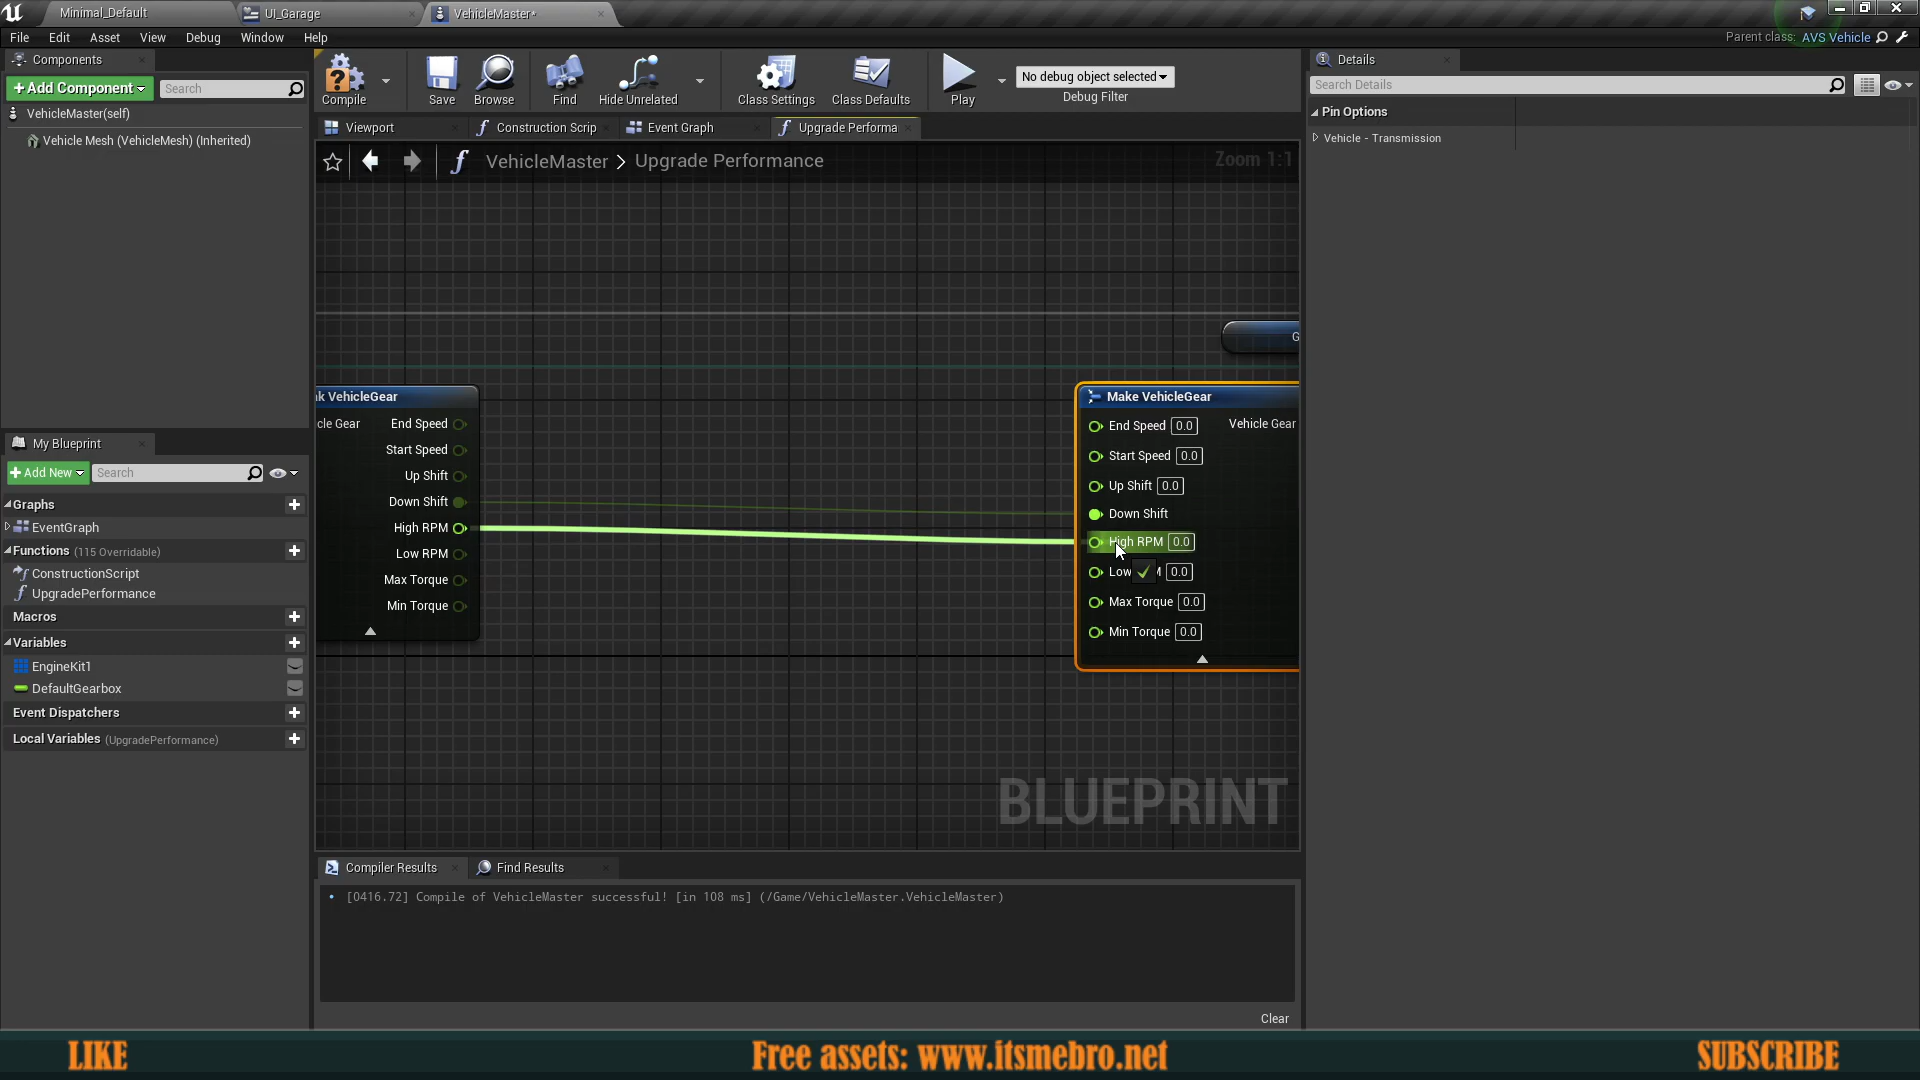 Minimal_Default
UI_Garage
VehicleMaster*
File Edit Asset View Debug Window Help
Parent class: AVS Vehicle
Components
+Add Component
Search
VehicleMaster(self)
Vehicle Mesh (VehicleMesh) (Inherited)
Compile
Save
Browse
Find
Hide Unrelated
Class Settings
Class Defaults
Play
No debug object selected
Debug Filter
Viewport
Construction Scrip
Event Graph
Upgrade Performa
VehicleMaster > Upgrade Performance
Zoom 1:1
k VehicleGear
cle Gear
End Speed
Start Speed
Up Shift
Down Shift
High RPM
Low RPM
Max Torque
Min Torque
G
Make VehicleGear
End Speed 0.0
Vehicle Gear
Start Speed 0.0
Up Shift 0.0
Down Shift
High RPM 0.0
Low M 0.0
Max Torque 0.0
Min Torque 0.0
BLUEPRINT
My Blueprint
+Add New
Search
Graphs
EventGraph
Functions (115 Overridable)
ConstructionScript
UpgradePerformance
Macros
Variables
EngineKit1
DefaultGearbox
Event Dispatchers
Local Variables (UpgradePerformance)
Compiler Results
Find Results
[0416.72] Compile of VehicleMaster successful! [in 108 ms] (/Game/VehicleMaster.VehicleMaster)
Clear
Details
Search Details
Pin Options
Vehicle - Transmission
LIKE
Free assets: www.itsmebro.net
SUBSCRIBE